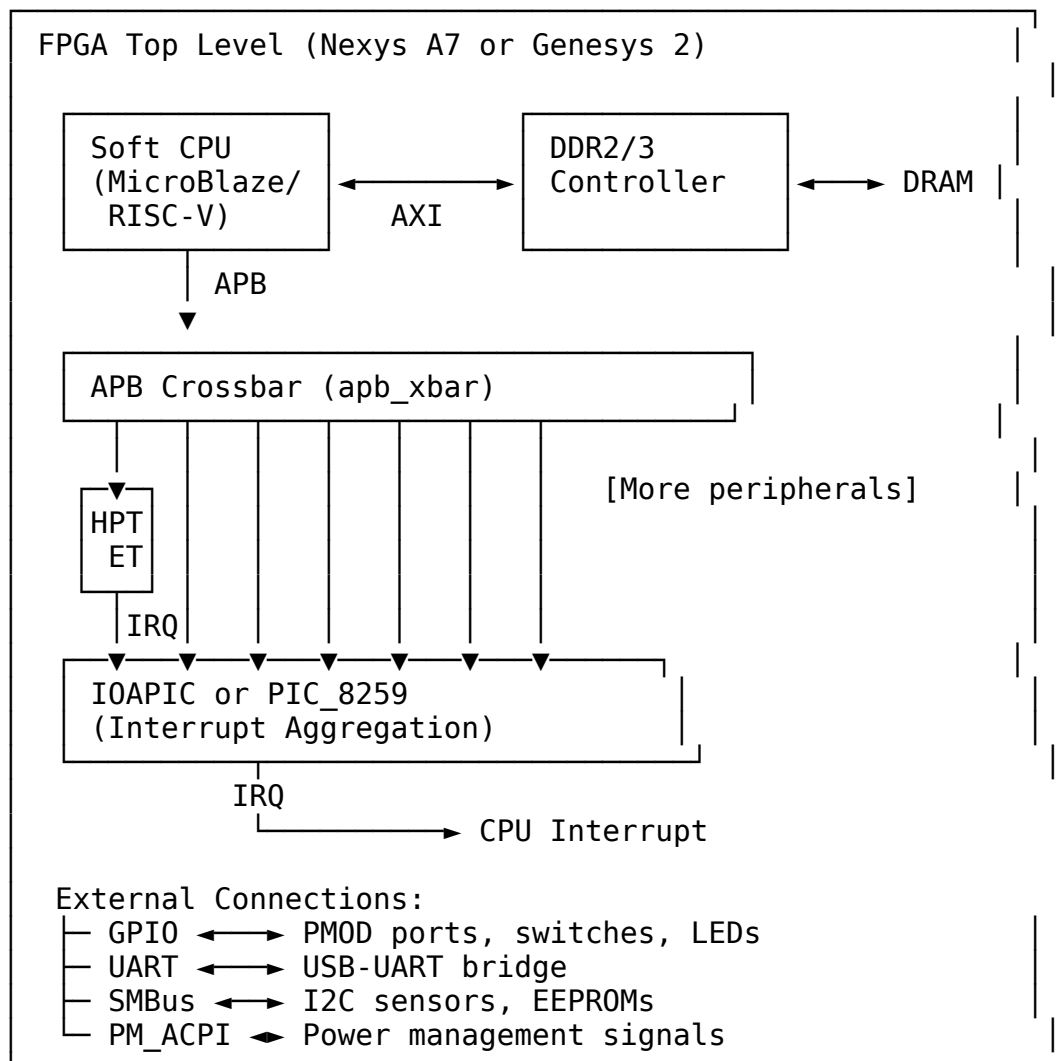 FPGA Top Level (Nexys A7 or Genesys 2)
Soft CPU
(MicroBlaze/
RISC-V)
AXI
DDR2/3
Controller
DRAM
APB
APB Crossbar (apb_xbar)
[More peripherals]
HPT
ET
IRQ
IOAPIC or PIC_8259
(Interrupt Aggregation)
IRQ
CPU Interrupt
External Connections:
GPIO ◄──► PMOD ports, switches, LEDs
UART ◄──► USB-UART bridge
SMBus ◄─► I2C sensors, EEPROMs
PM_ACPI ◄► Power management signals